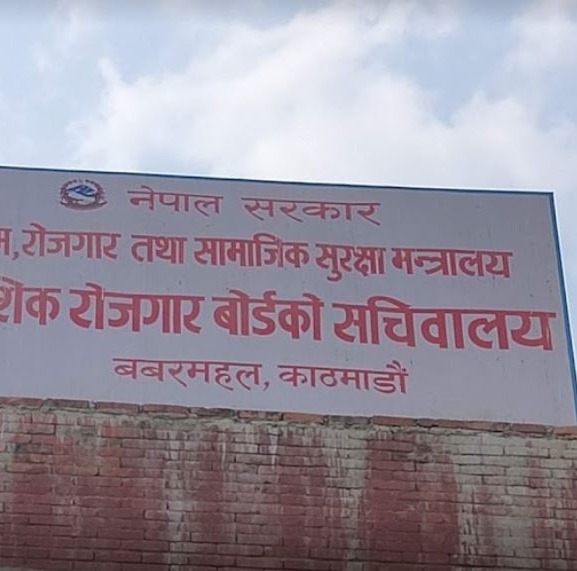 नेपाल सरकार
म, रोजगार तथा सामाजिक सुरक्षा मन्त्रालय
शिक रोजगार बोर्डको सचिवालय
बबरमहल, काठमाडौं